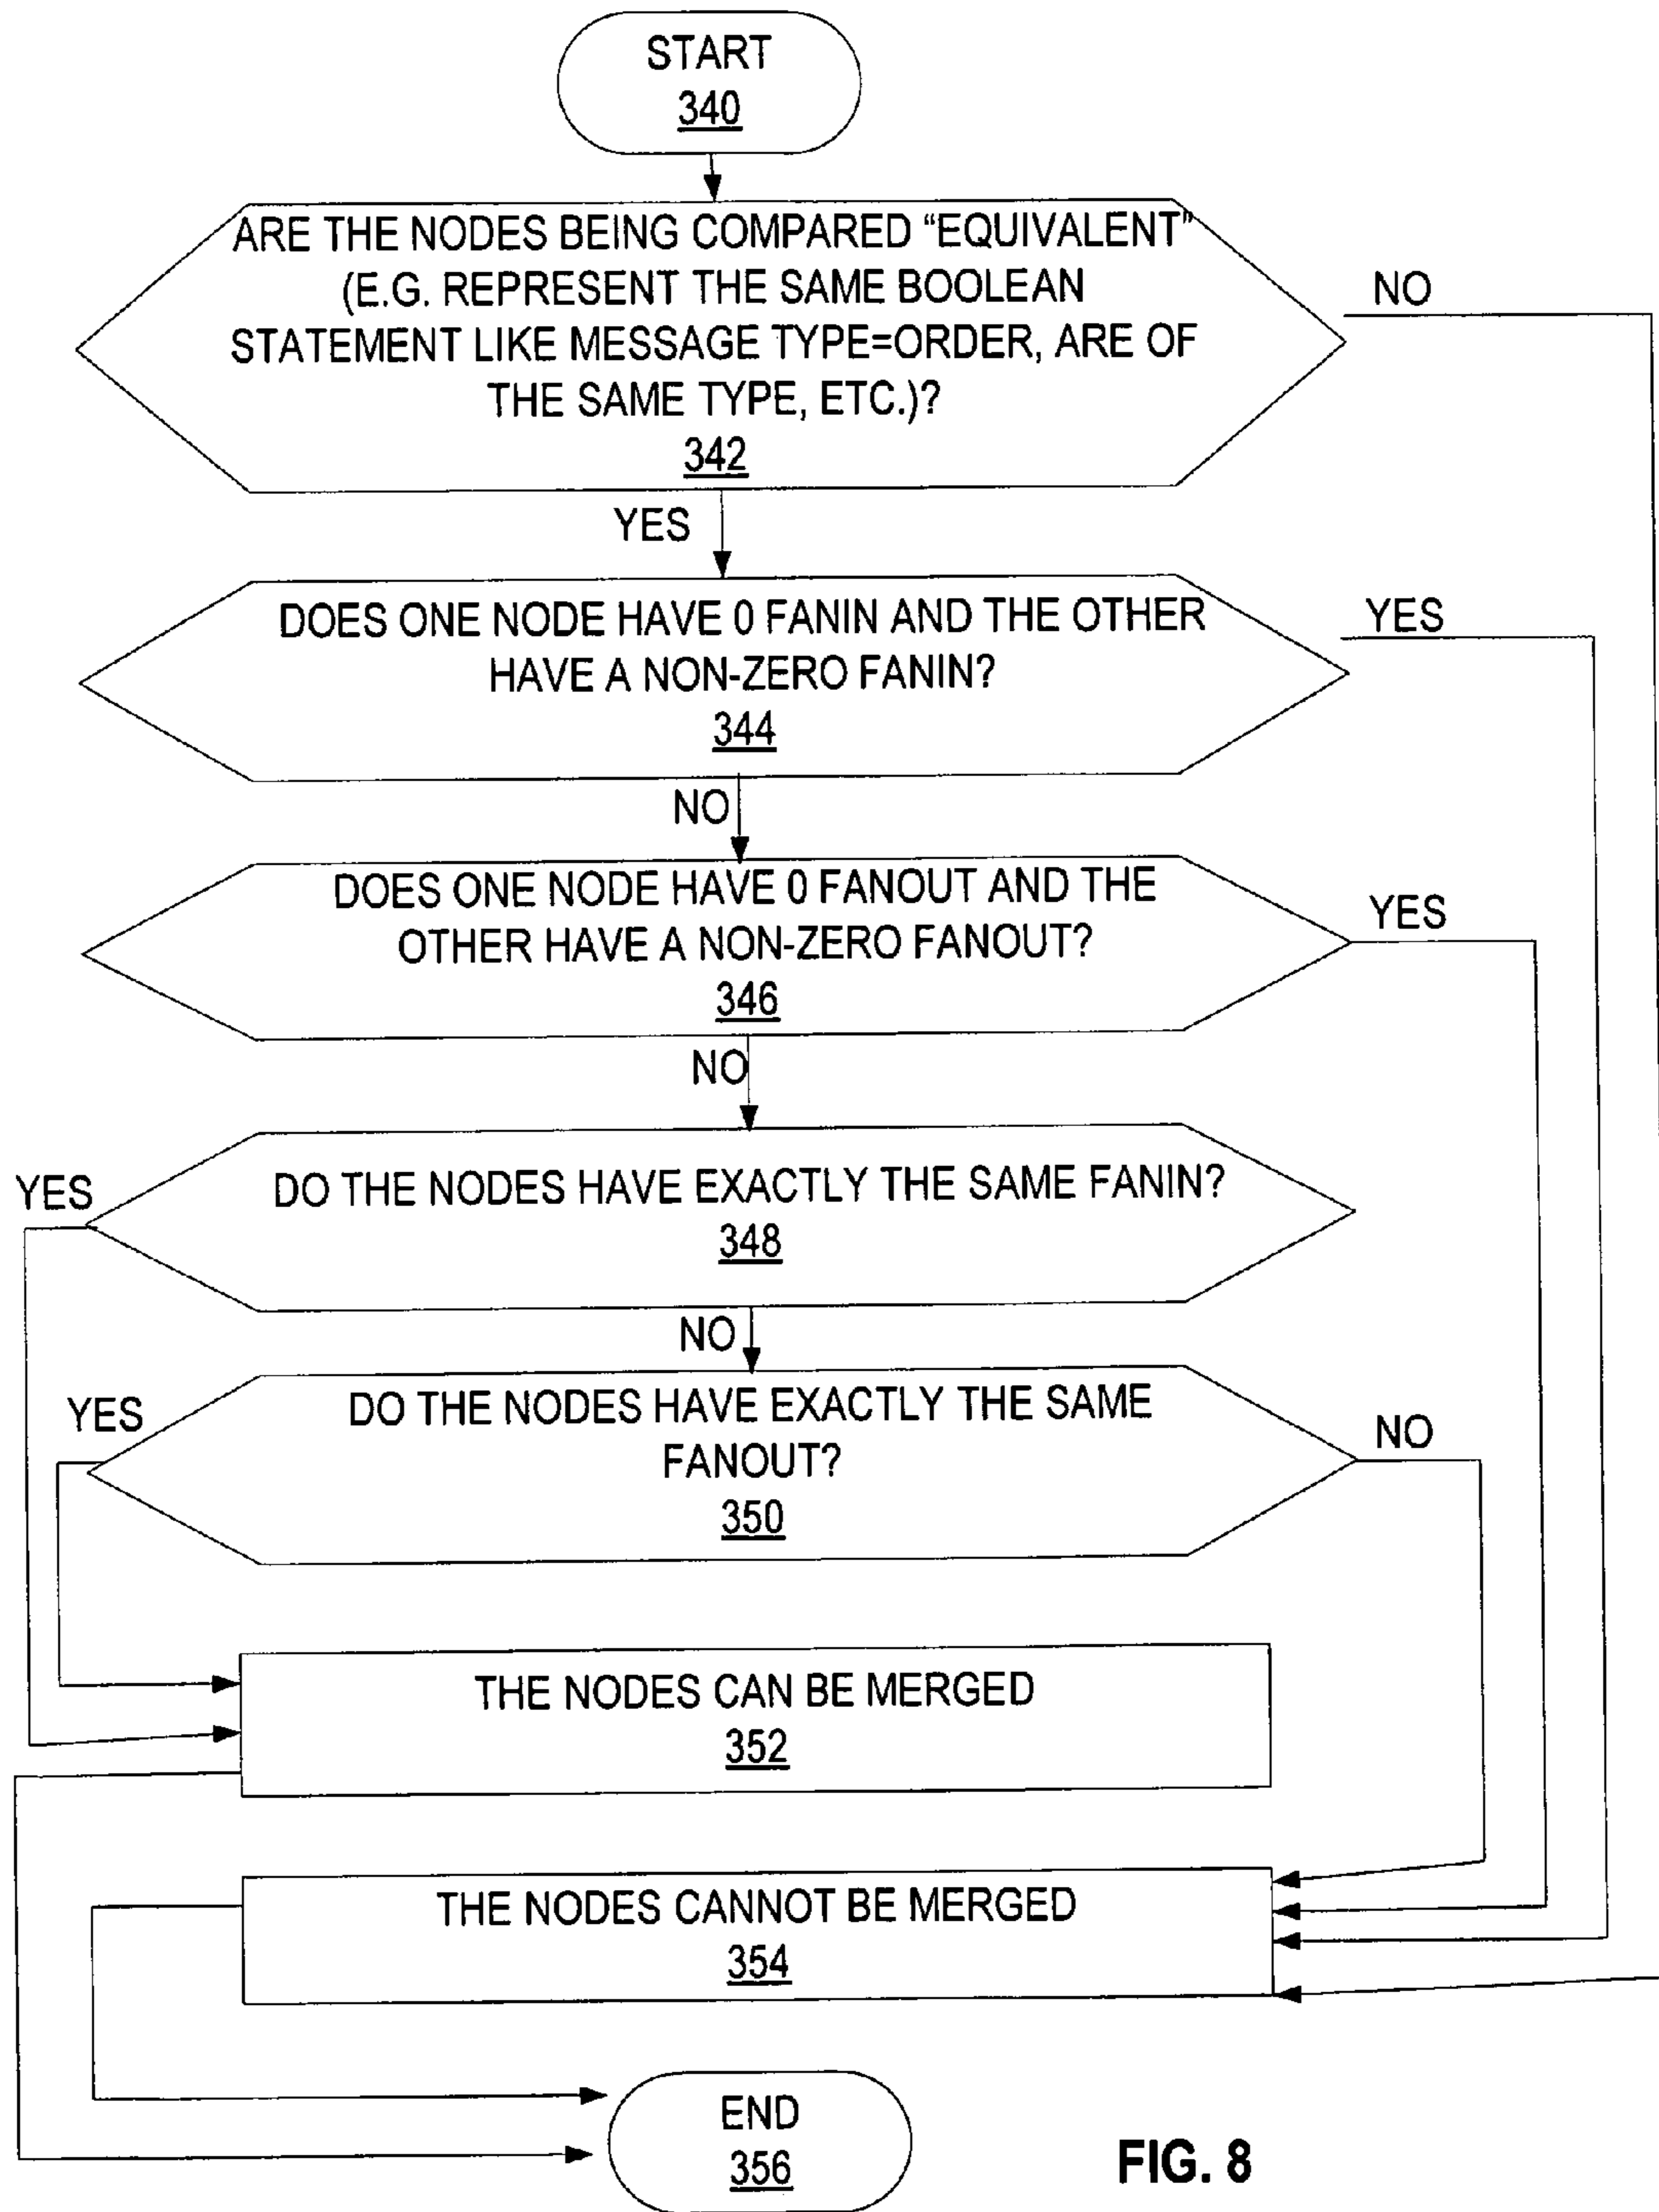 START
340
ARE THE NODES BEING COMPARED “EQUIVALENT”
(E.G. REPRESENT THE SAME BOOLEAN
STATEMENT LIKE MESSAGE TYPE=ORDER, ARE OF
THE SAME TYPE, ETC.)?
342
NO
YES
DOES ONE NODE HAVE 0 FANIN AND THE OTHER
HAVE A NON-ZERO FANIN?
344
YES
NO
DOES ONE NODE HAVE 0 FANOUT AND THE
OTHER HAVE A NON-ZERO FANOUT?
346
YES
NO
YES
DO THE NODES HAVE EXACTLY THE SAME FANIN?
348
NO
YES
DO THE NODES HAVE EXACTLY THE SAME
FANOUT?
350
NO
THE NODES CAN BE MERGED
352
THE NODES CANNOT BE MERGED
354
END
356
FIG. 8